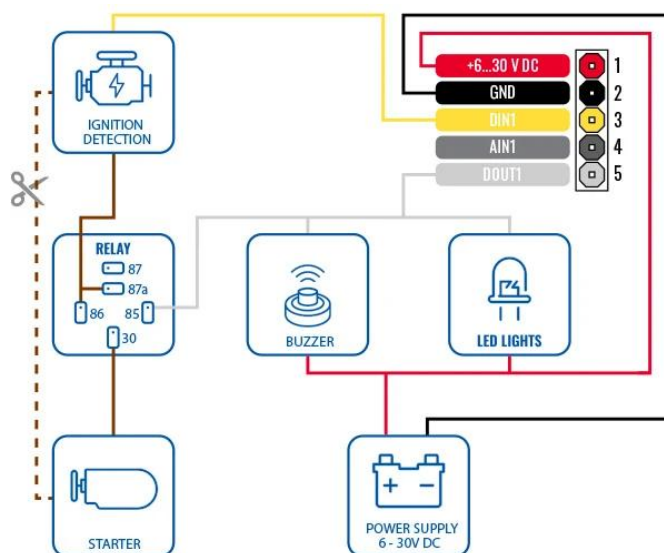 +6...30 V DC 1
GND 2
DIN1 3
AIN1 4
DOUT1 5
IGNITION
DETECTION
RELAY
87
87a
86 85
30
BUZZER
LED LIGHTS
STARTER
+ −
POWER SUPPLY
6 - 30V DC